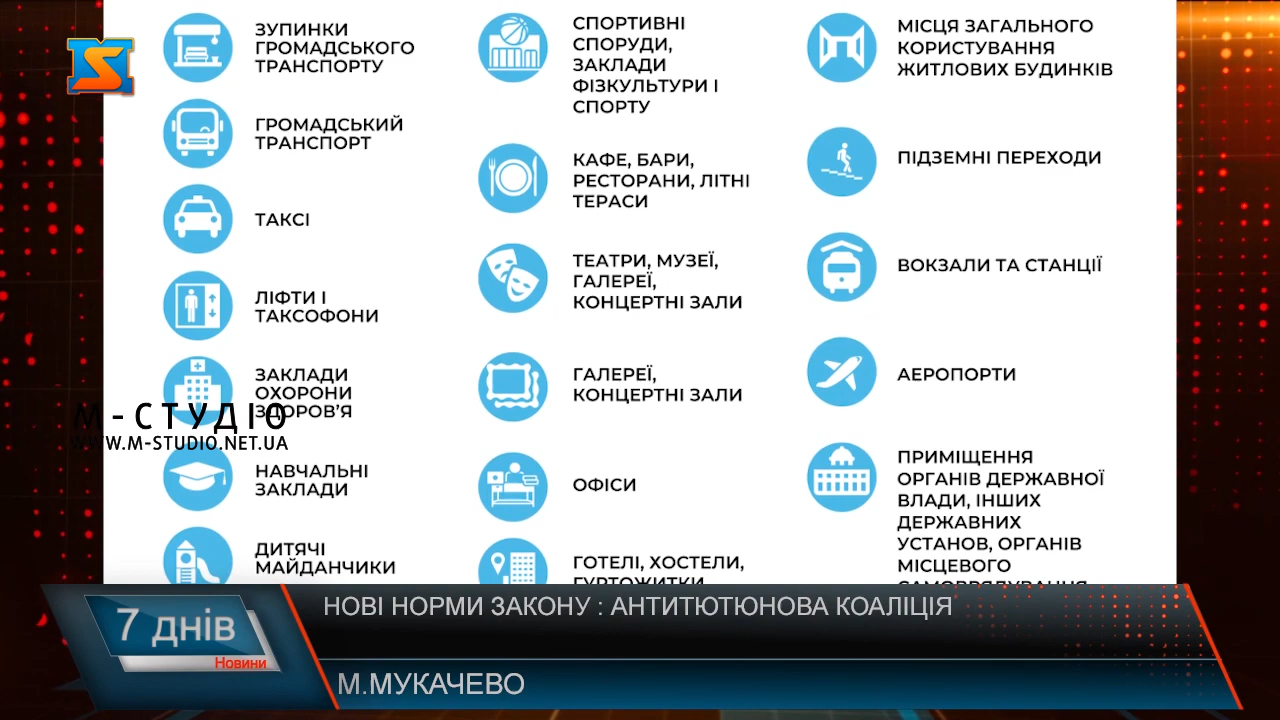 ЗУПИНКИ
ГРОМАДСЬКОГО
ТРАНСПОРТУ
ГРОМАДСЬКИЙ
ТРАНСПОРТ
ТАКСІ
ЛІФТИ І
ТАКСОФОНИ
ЗАКЛАДИ
ОХОРОНИ
ЗДОРОВ'Я
НАВЧАЛЬНІ
ЗАКЛАДИ
ДИТЯЧІ
МАЙДАНЧИКИ
СПОРТИВНІ
СПОРУДИ,
ЗАКЛАДИ
ФІЗКУЛЬТУРИ І
СПОРТУ
КАФЕ, БАРИ,
РЕСТОРАНИ, ЛІТНІ
ТЕРАСИ
ТЕАТРИ, МУЗЕЇ,
ГАЛЕРЕЇ,
КОНЦЕРТНІ ЗАЛИ
ГАЛЕРЕЇ,
КОНЦЕРТНІ ЗАЛИ
ОФІСИ
ГОТЕЛІ, ХОСТЕЛИ,
ГУРТОЖИТКИ
МІСЦЯ ЗАГАЛЬНОГО
КОРИСТУВАННЯ
ЖИТЛОВИХ БУДИНКІВ
ПІДЗЕМНІ ПЕРЕХОДИ
ВОКЗАЛИ ТА СТАНЦІЇ
АЕРОПОРТИ
ПРИМІЩЕННЯ
ОРГАНІВ ДЕРЖАВНОЇ
ВЛАДИ, ІНШИХ
ДЕРЖАВНИХ
УСТАНОВ, ОРГАНІВ
МІСЦЕВОГО
САМОВРЯДУВАННЯ
М-СТУДІО
WWW.M-STUDIO.NET.UA
7 днів
Новини
НОВІ НОРМИ ЗАКОНУ : АНТИТЮТЮНОВА КОАЛІЦІЯ
М.МУКАЧЕВО